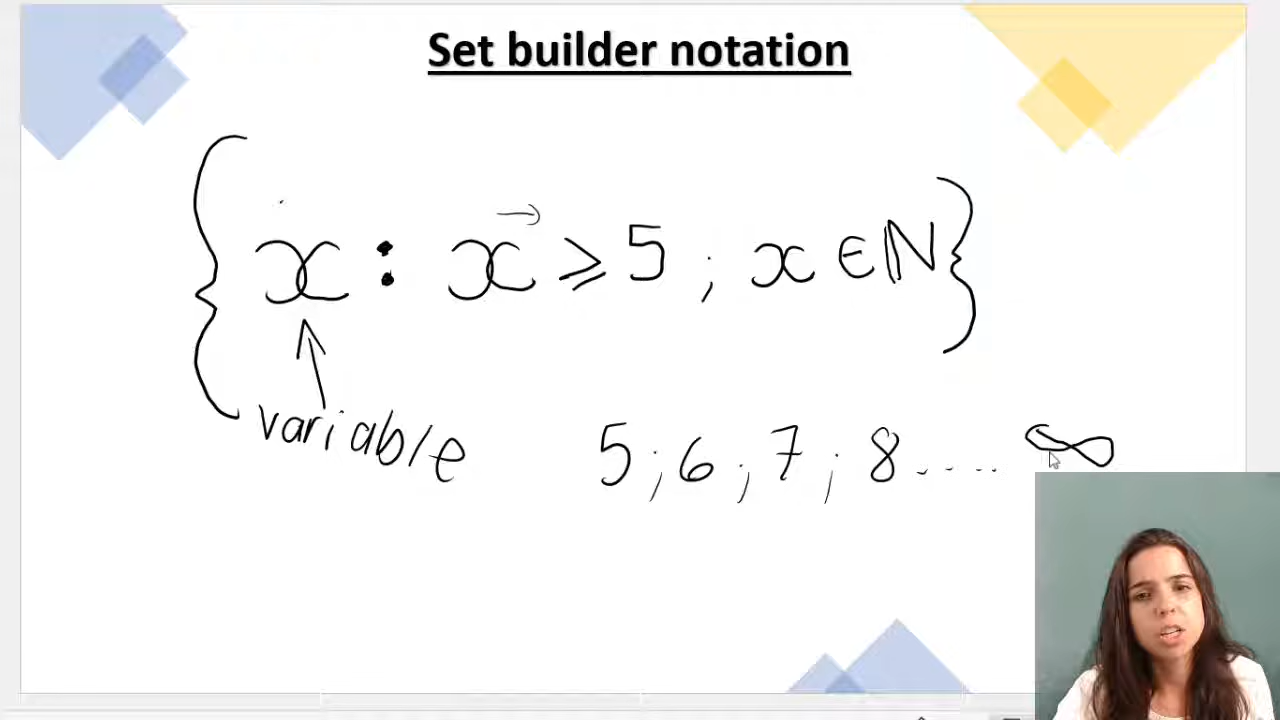 Set builder notation
{ x : x ≥ 5 ; x ∈ ℕ }
variable
5 ; 6 ; 7 ; 8 ..... ∞